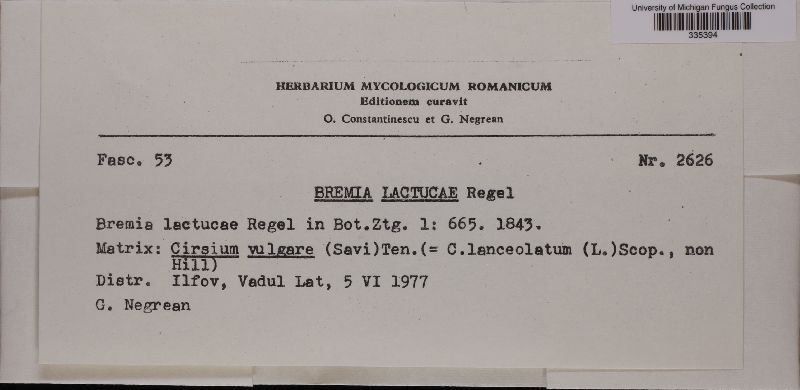 University of Michigan Fungus Collection
335394
HERBARIUM MYCOLOGICUM ROMANICUM
Editionem curavit
O. Constantinescu et G. Negrean
Fasc. 53 Nr. 2626
BREMIA LACTUCAE Regel
Bremia lactucae Regel in Bot.Ztg. 1: 665. 1843.
Matrix: Cirsium vulgare (Savi)Ten.(= C.lanceolatum (L.)Scop., non
Hill)
Distr. Ilfov, Vadul Lat, 5 VI 1977
G. Negrean